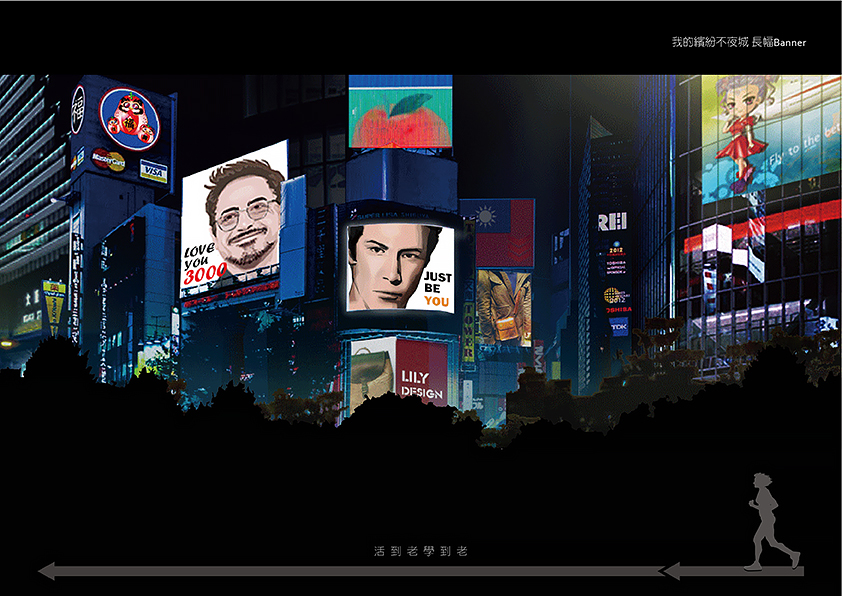 我的繽紛不夜城 長幅Banner
福
MasterCard
VISA
LOVE
YOU
3000
JUST
BE
YOU
LILY
DESIGN
TOWER
REI
2012
TOSHIBA
TDK
Fly to the be
活到老學到老